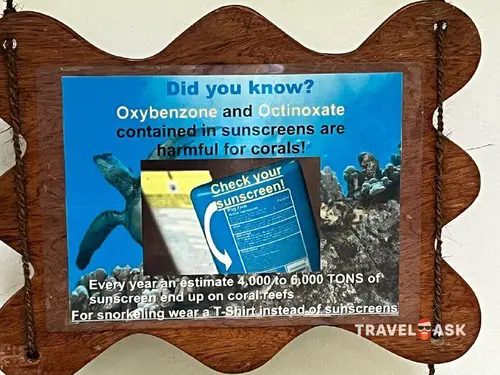 Did you know?
Oxybenzone and Octinoxate
contained in sunscreens are
harmful for corals!
Check your
sunscreen!
Every year an estimate 4,000 to 6,000 TONS of
sunscreen end up on coral reefs
For snorkeling wear a T-Shirt instead of sunscreens
TRAVEL ASK